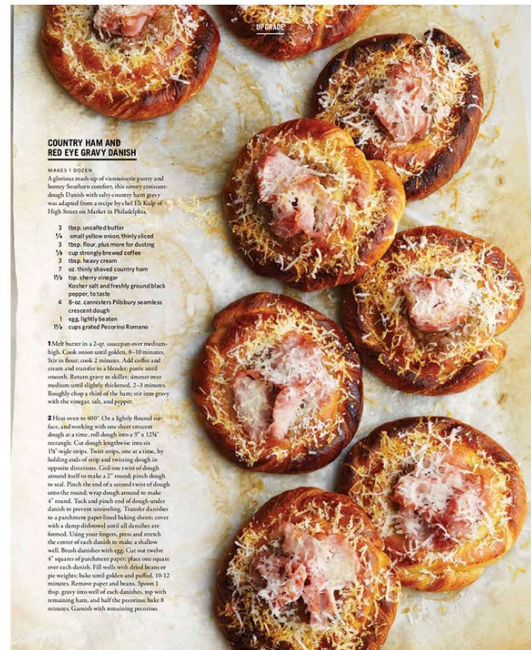 UPGRADE
COUNTRY HAM AND
RED EYE GRAVY DANISH
MAKES 1 DOZEN
A glorious mash up of viennoiserie pastry and
homey Southern comfort, this savory croissant-
dough Danish with salty country ham gravy
was adapted from a recipe by chef Eli Kulp of
High Street on Market in Philadelphia.
3 tbsp. unsalted butter
small yellow onion, thinly sliced
3 tbsp. flour, plus more for dusting
cup strongly brewed coffee
3 tbsp. heavy cream
7 oz. thinly shaved country ham
tsp. sherry vinegar
Kosher salt and freshly ground black
pepper, to taste
4 8-oz. cannisters Pillsbury seamless
crescent dough
1 egg, lightly beaten
cups grated Pecorino Romano
1 Melt butter in a 2-qt. saucepan over medium-
high. Cook onion until golden, 8–10 minutes.
Stir in flour; cook 2 minutes. Add coffee and
cream and transfer to a blender; purée until
smooth. Return gravy to skillet; simmer over
medium until slightly thickened, 2–3 minutes.
Roughly chop a third of the ham; stir into gravy
with the vinegar, salt, and pepper.
2 Heat oven to 400°. On a lightly floured sur-
face, and working with one sheet crescent
dough at a time, roll dough into a 9" x
rectangle. Cut dough lengthwise into six
wide strips. Twist strips, one at a time, by
holding ends of strip and twisting dough in
opposite directions. Coil one twist of dough
around itself to make a 2" round; pinch dough
to seal. Pinch the end of a second twist of dough
onto the round; wrap dough around to make
4" round. Tuck and pinch end of dough under
danish to prevent unraveling. Transfer danishes
to a parchment paper-lined baking sheets; cover
with a damp dishtowel until all danishes are
formed. Using your fingers, press and stretch
the center of each danish to make a shallow
well. Brush danishes with egg. Cut out twelve
4" squares of parchment paper; place one square
over each danish. Fill wells with dried beans or
pie weights; bake until golden and puffed, 10-12
minutes. Remove paper and beans. Spoon 1
tbsp. gravy into well of each danishes, top with
remaining ham, and half the pecorino; bake 8
minutes. Garnish with remaining pecorino.